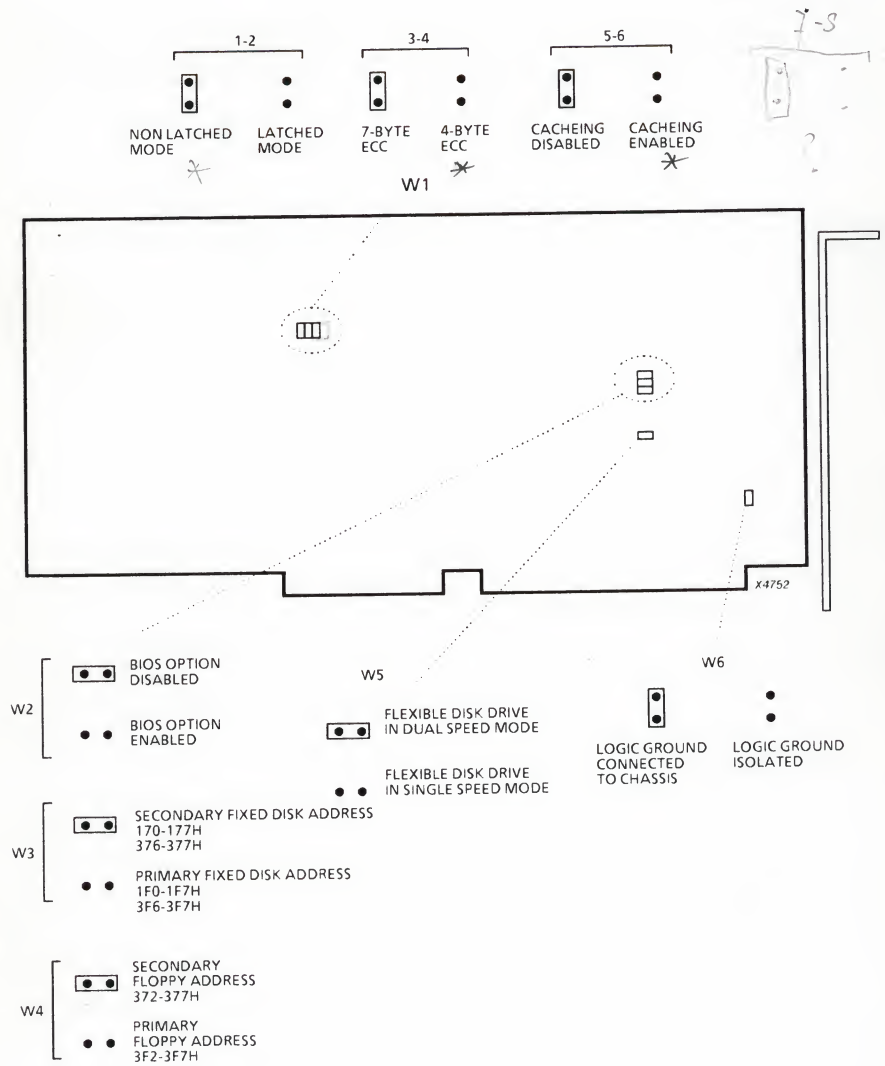 1-2
3-4
5-6
7-8
NON LATCHED
MODE
LATCHED
MODE
7-BYTE
ECC
4-BYTE
ECC
CACHEING
DISABLED
CACHEING
ENABLED
?
W1
X4752
W2
BIOS OPTION
DISABLED
BIOS OPTION
ENABLED
W5
FLEXIBLE DISK DRIVE
IN DUAL SPEED MODE
FLEXIBLE DISK DRIVE
IN SINGLE SPEED MODE
W6
LOGIC GROUND
CONNECTED
TO CHASSIS
LOGIC GROUND
ISOLATED
W3
SECONDARY FIXED DISK ADDRESS
170-177H
376-377H
PRIMARY FIXED DISK ADDRESS
1F0-1F7H
3F6-3F7H
W4
SECONDARY
FLOPPY ADDRESS
372-377H
PRIMARY
FLOPPY ADDRESS
3F2-3F7H